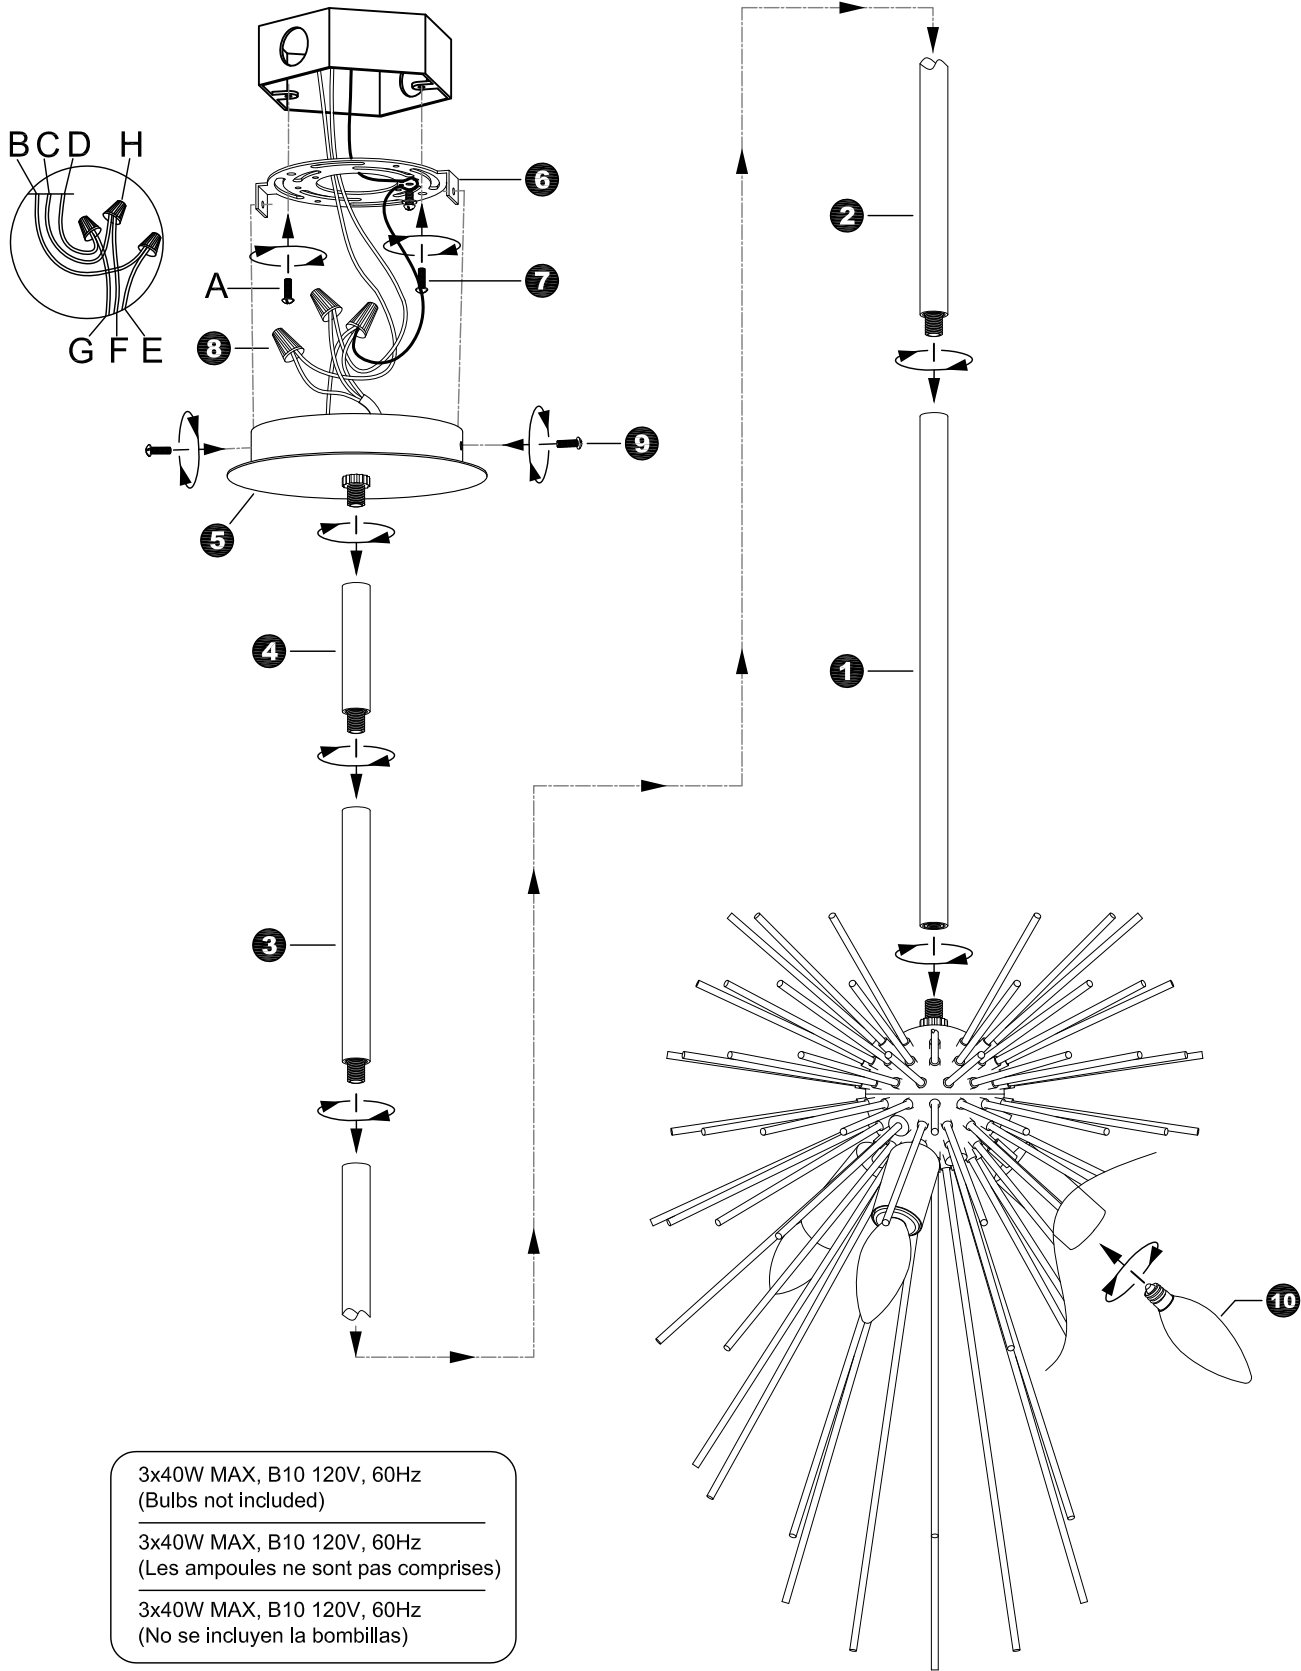 B C D H
G F E
A
6
7
8
9
5
4
3
2
1
10
3x40W MAX, B10 120V, 60Hz
(Bulbs not included)
3x40W MAX, B10 120V, 60Hz
(Les ampoules ne sont pas comprises)
3x40W MAX, B10 120V, 60Hz
(No se incluyen la bombillas)